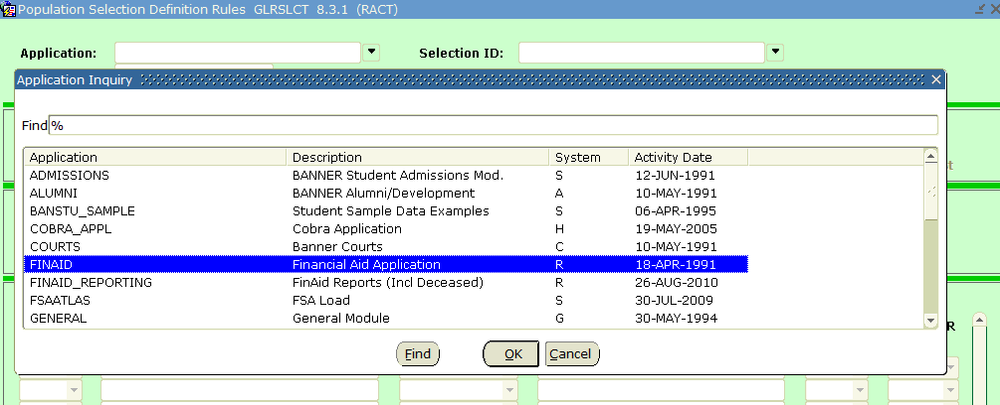 Population Selection Definition Rules GLRSLCT 8.3.1 (RACT)
Application: Selection ID:
Application Inquiry
Find %
Application Description System Activity Date
ADMISSIONS BANNER Student Admissions Mod. S 12-JUN-1991
ALUMNI BANNER Alumni/Development A 10-MAY-1991
BANSTU_SAMPLE Student Sample Data Examples S 06-APR-1995
COBRA_APPL Cobra Application H 19-MAY-2005
COURTS Banner Courts C 10-MAY-1991
FINAID Financial Aid Application R 18-APR-1991
FINAID_REPORTING FinAid Reports (Incl Deceased) R 26-AUG-2010
FSAATLAS FSA Load S 30-JUL-2009
GENERAL General Module G 30-MAY-1994
Find OK Cancel